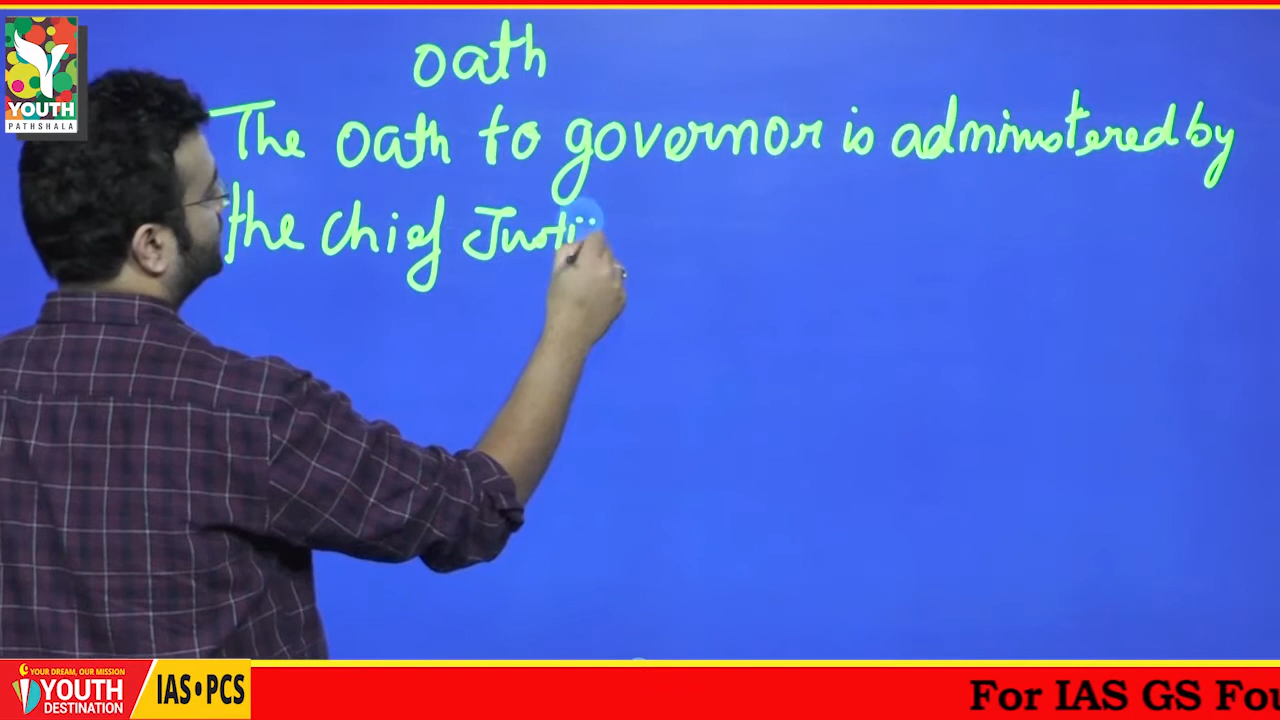 YOUTH
PATHSHALA
oath
The oath to governor is administered by
the chief Justi
YOUR DREAM, OUR MISSION
YOUTH
DESTINATION
IAS•PCS
For IAS GS Fou